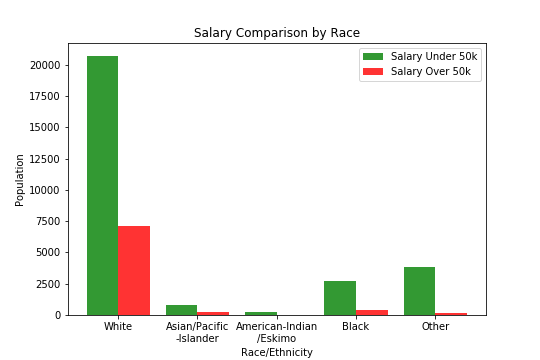 Salary Comparison by Race
Salary Under 50k
Salary Over 50k
Population
20000
17500
15000
12500
10000
7500
5000
2500
0
White
Asian/Pacific
-Islander
American-Indian
/Eskimo
Black
Other
Race/Ethnicity